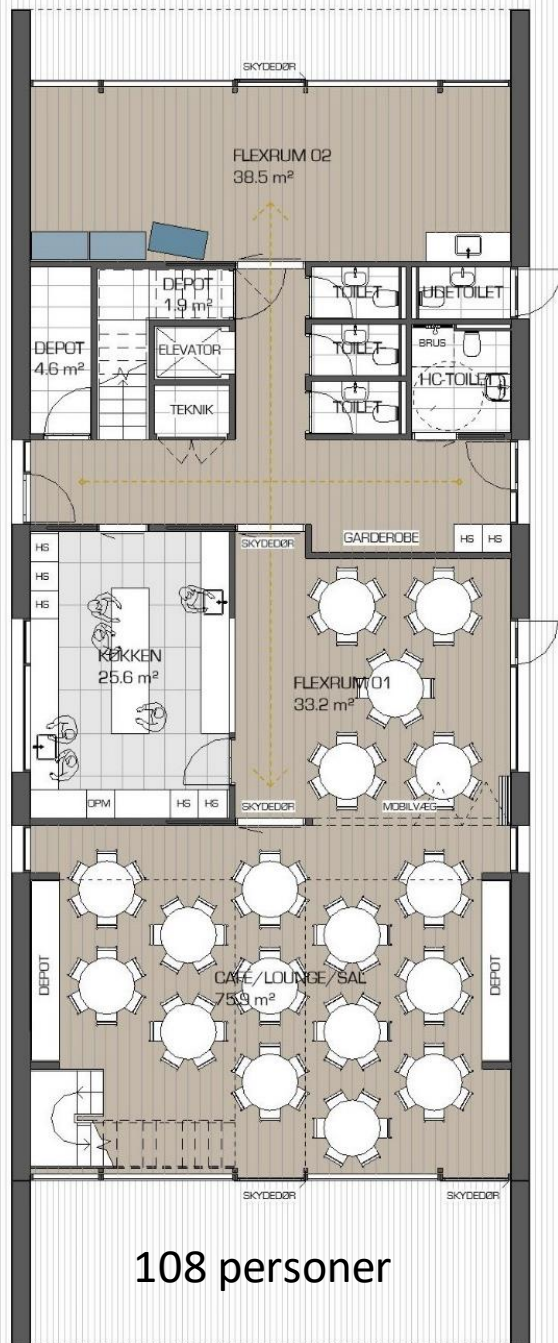 SKYDEDØR
FLEXRUM 02
38.5 m²
DEPOT
1.9 m²
TOILET
UDETOILET
DEPOT
4.6 m²
ELEVATOR
TOILET
BRUS
HC-TOILET
TEKNIK
TOILET
GARDEROBE
HS
HS
SKYDEDØR
HS
HS
HS
KØKKEN
25.6 m²
FLEXRUM 01
33.2 m²
OPM
HS
HS
SKYDEDØR
MOBILVÆG
DEPOT
CAFE/LOUNGE/SAL
75.9 m²
DEPOT
SKYDEDØR
SKYDEDØR
108 personer